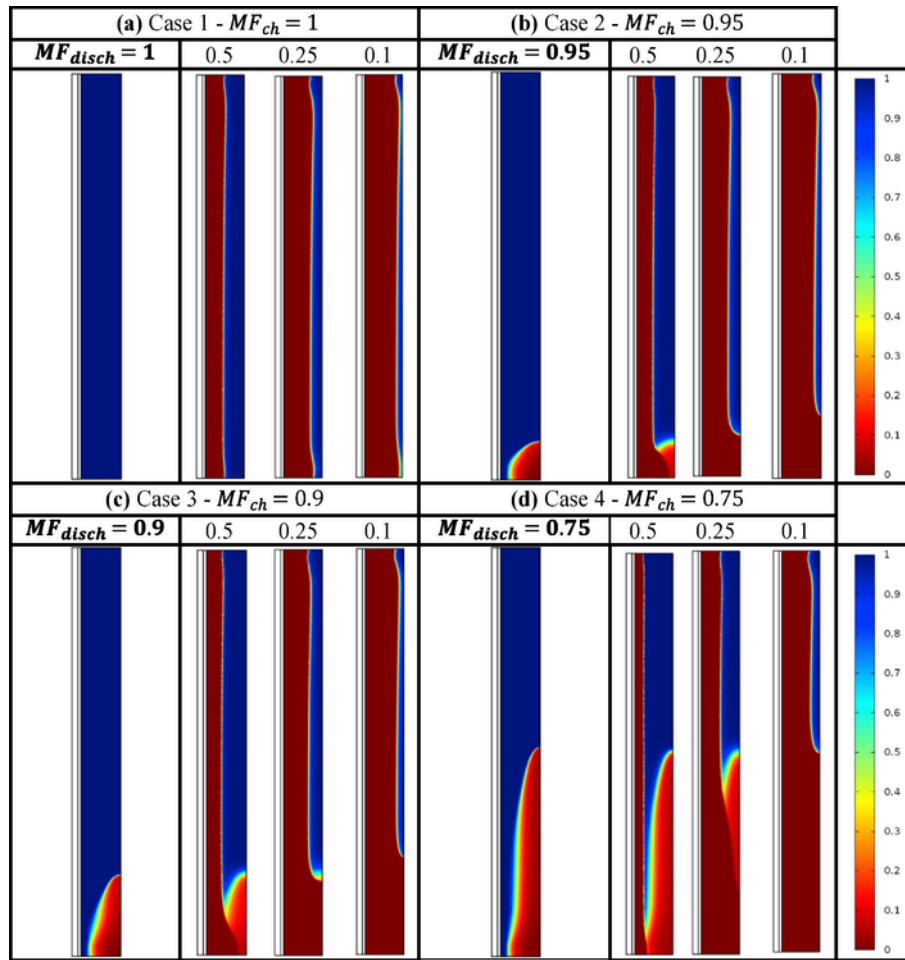 (a) Case 1 - MF_ch = 1
(b) Case 2 - MF_ch = 0.95
MF_disch = 1 0.5 0.25 0.1
MF_disch = 0.95 0.5 0.25 0.1
1
0.9
0.8
0.7
0.6
0.5
0.4
0.3
0.2
0.1
0
(c) Case 3 - MF_ch = 0.9
(d) Case 4 - MF_ch = 0.75
MF_disch = 0.9 0.5 0.25 0.1
MF_disch = 0.75 0.5 0.25 0.1
1
0.9
0.8
0.7
0.6
0.5
0.4
0.3
0.2
0.1
0